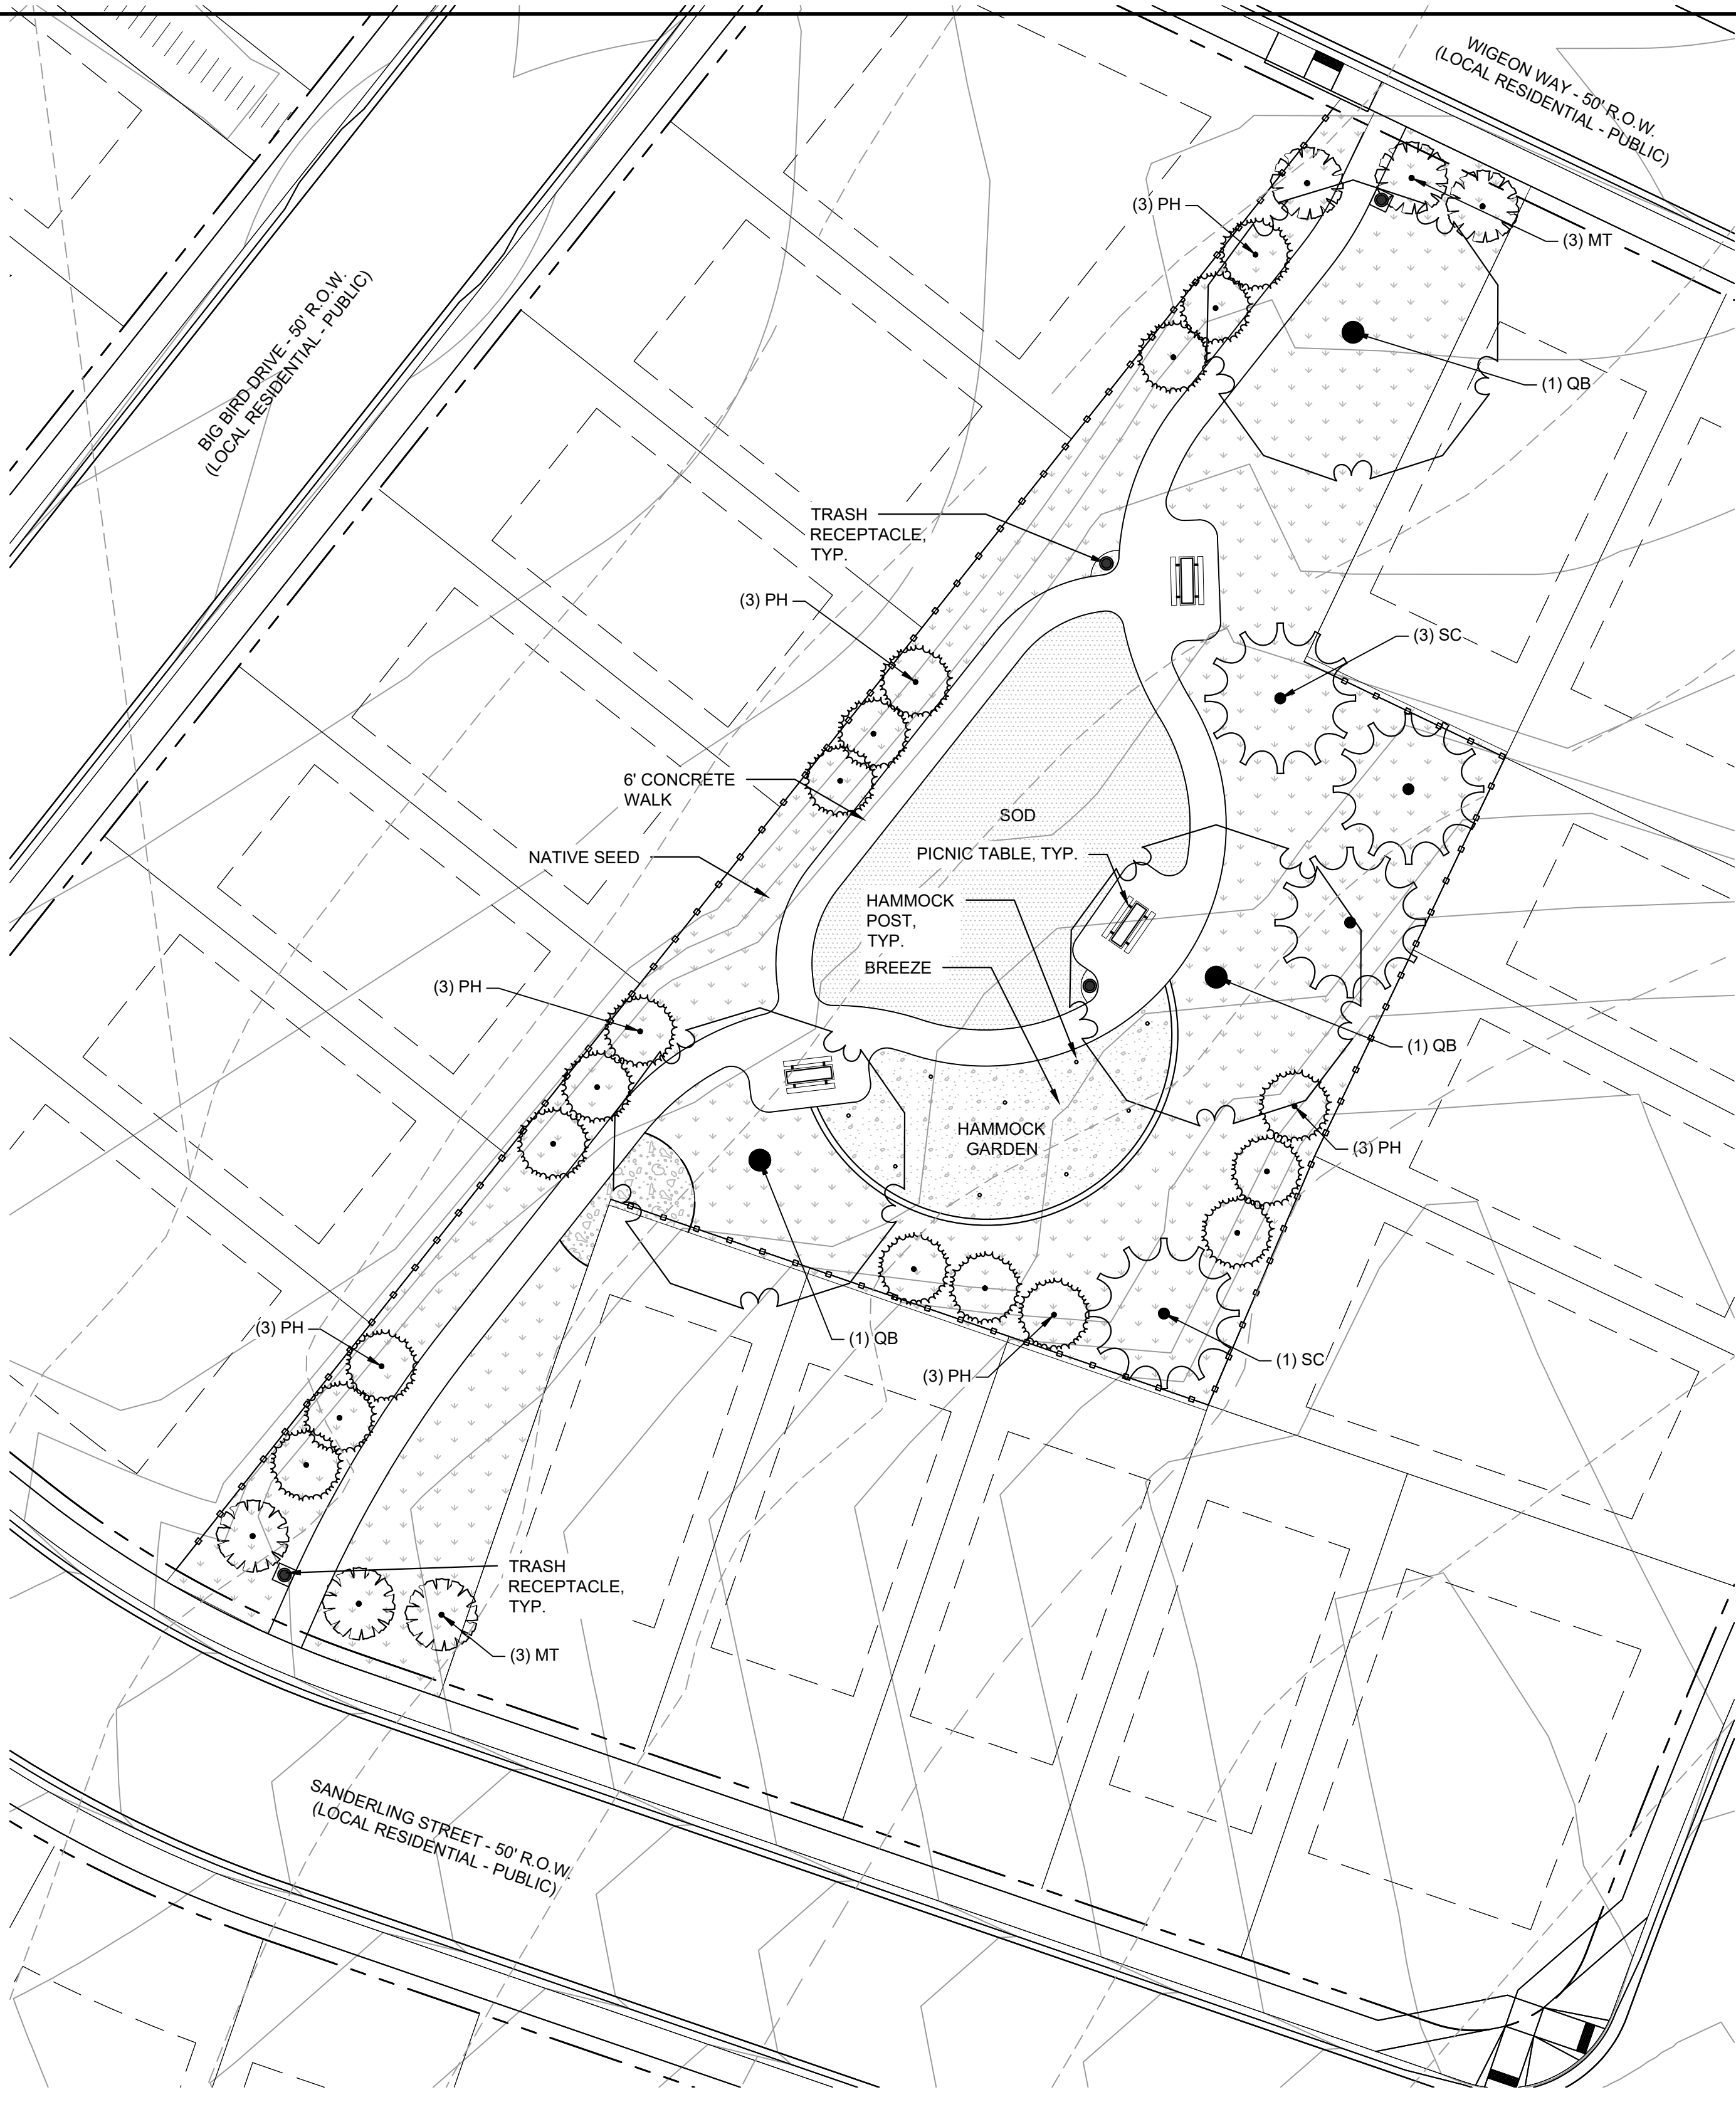 WIGEON WAY - 50' R.O.W.
(LOCAL RESIDENTIAL - PUBLIC)
(3) PH
(3) MT
BIG BIRD DRIVE - 50' R.O.W.
(LOCAL RESIDENTIAL - PUBLIC)
(1) QB
TRASH
RECEPTACLE,
TYP.
(3) PH
(3) SC
6' CONCRETE
WALK
SOD
NATIVE SEED
PICNIC TABLE, TYP.
HAMMOCK
POST,
TYP.
BREEZE
(3) PH
(1) QB
HAMMOCK
GARDEN
(3) PH
(3) PH
(1) QB
(1) SC
(3) PH
TRASH
RECEPTACLE,
TYP.
(3) MT
SANDERLING STREET - 50' R.O.W.
(LOCAL RESIDENTIAL - PUBLIC)